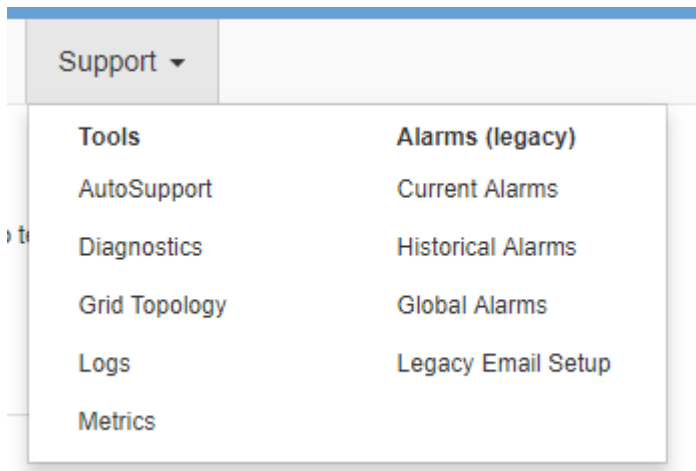 Support
Tools
AutoSupport
Diagnostics
Grid Topology
Logs
Metrics
Alarms (legacy)
Current Alarms
Historical Alarms
Global Alarms
Legacy Email Setup